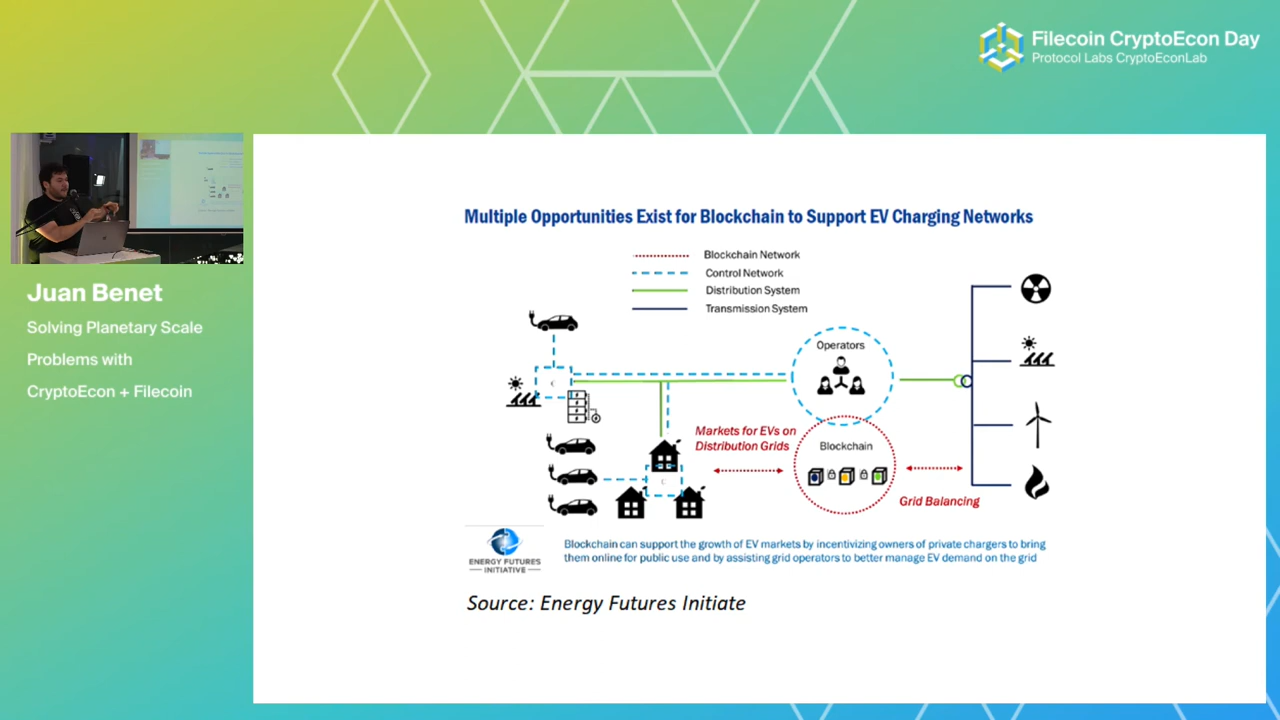 Filecoin CryptoEcon Day
Protocol Labs CryptoEconLab
Juan Benet
Solving Planetary Scale
Problems with
CryptoEcon + Filecoin
Multiple Opportunities Exist for Blockchain to Support EV Charging Networks
Blockchain Network
Control Network
Distribution System
Transmission System
Operators
Markets for EVs on
Distribution Grids
Blockchain
Grid Balancing
ENERGY FUTURES
INITIATIVE
Blockchain can support the growth of EV markets by incentivizing owners of private chargers to bring
them online for public use and by assisting grid operators to better manage EV demand on the grid
Source: Energy Futures Initiate